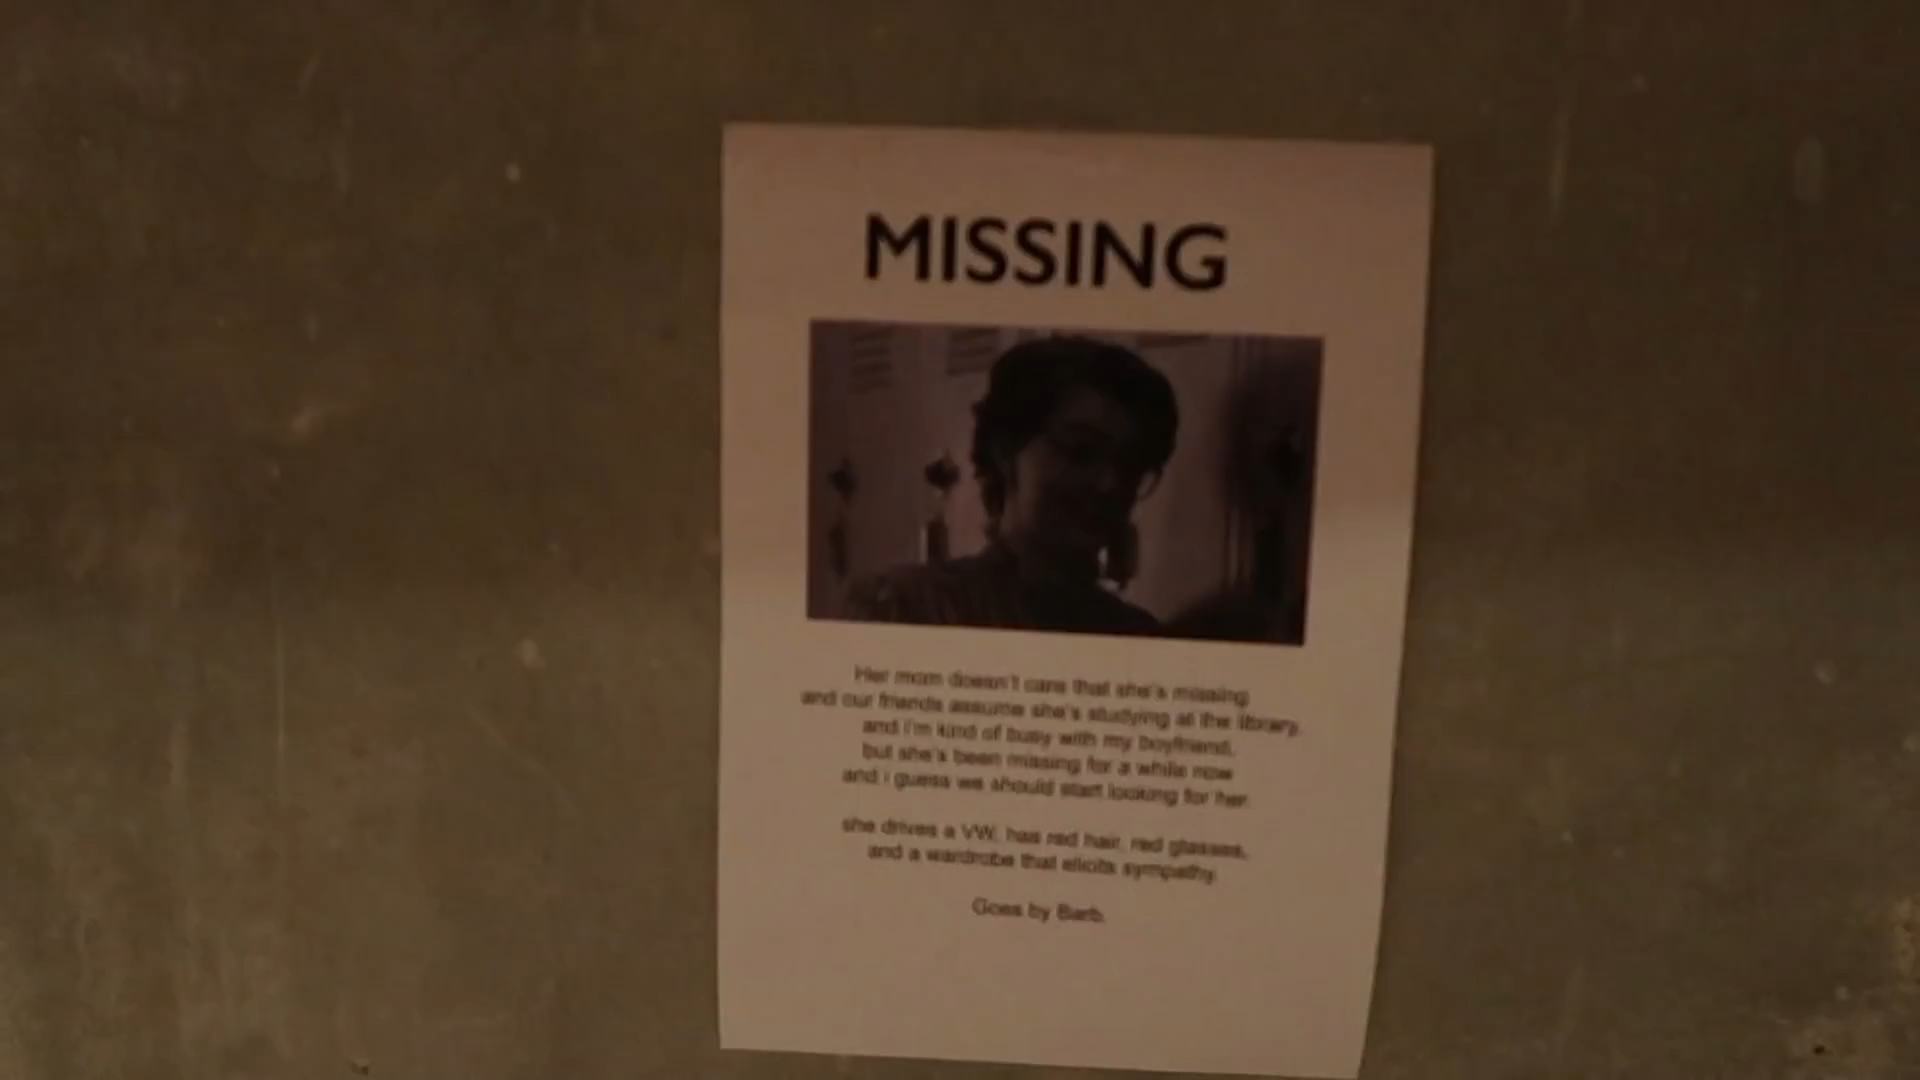 MISSING
Her mom doesn't care that she's missing
and our friends assume she's studying at the library,
and i'm kind of busy with my boyfriend,
but she's been missing for a while now
and i guess we should start looking for her.
she drives a VW, has red hair, red glasses,
and a wardrobe that elicits sympathy.
Goes by Barb.